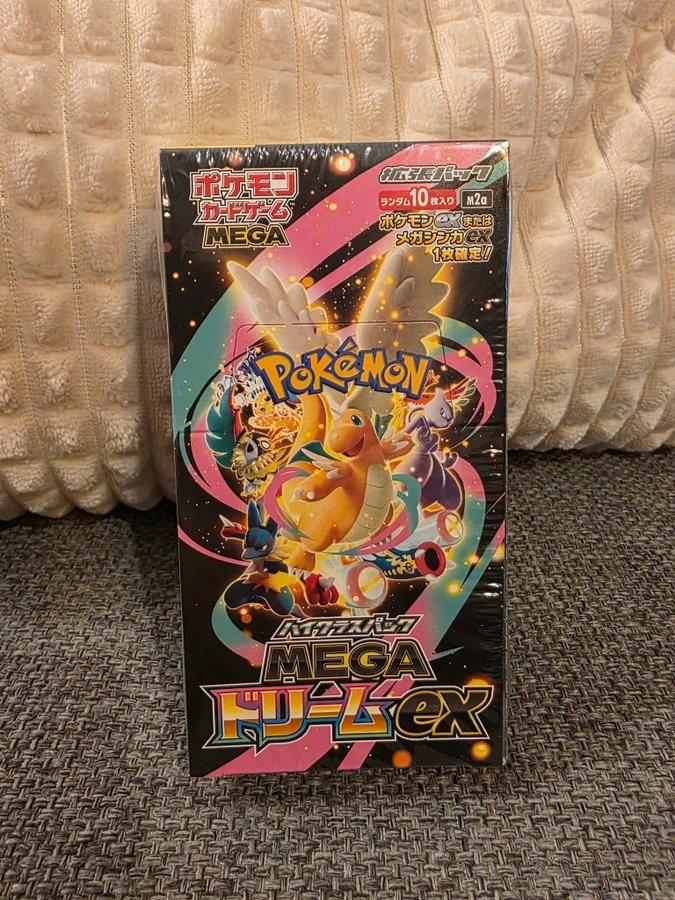 ポケモン
カードゲーム
MEGA
拡張パック
ランダム10枚入り
M2a
ポケモンexまたは
メガシンカex
1枚確定!
POKéMON
ハイクラスパック
MEGA
ドリームex